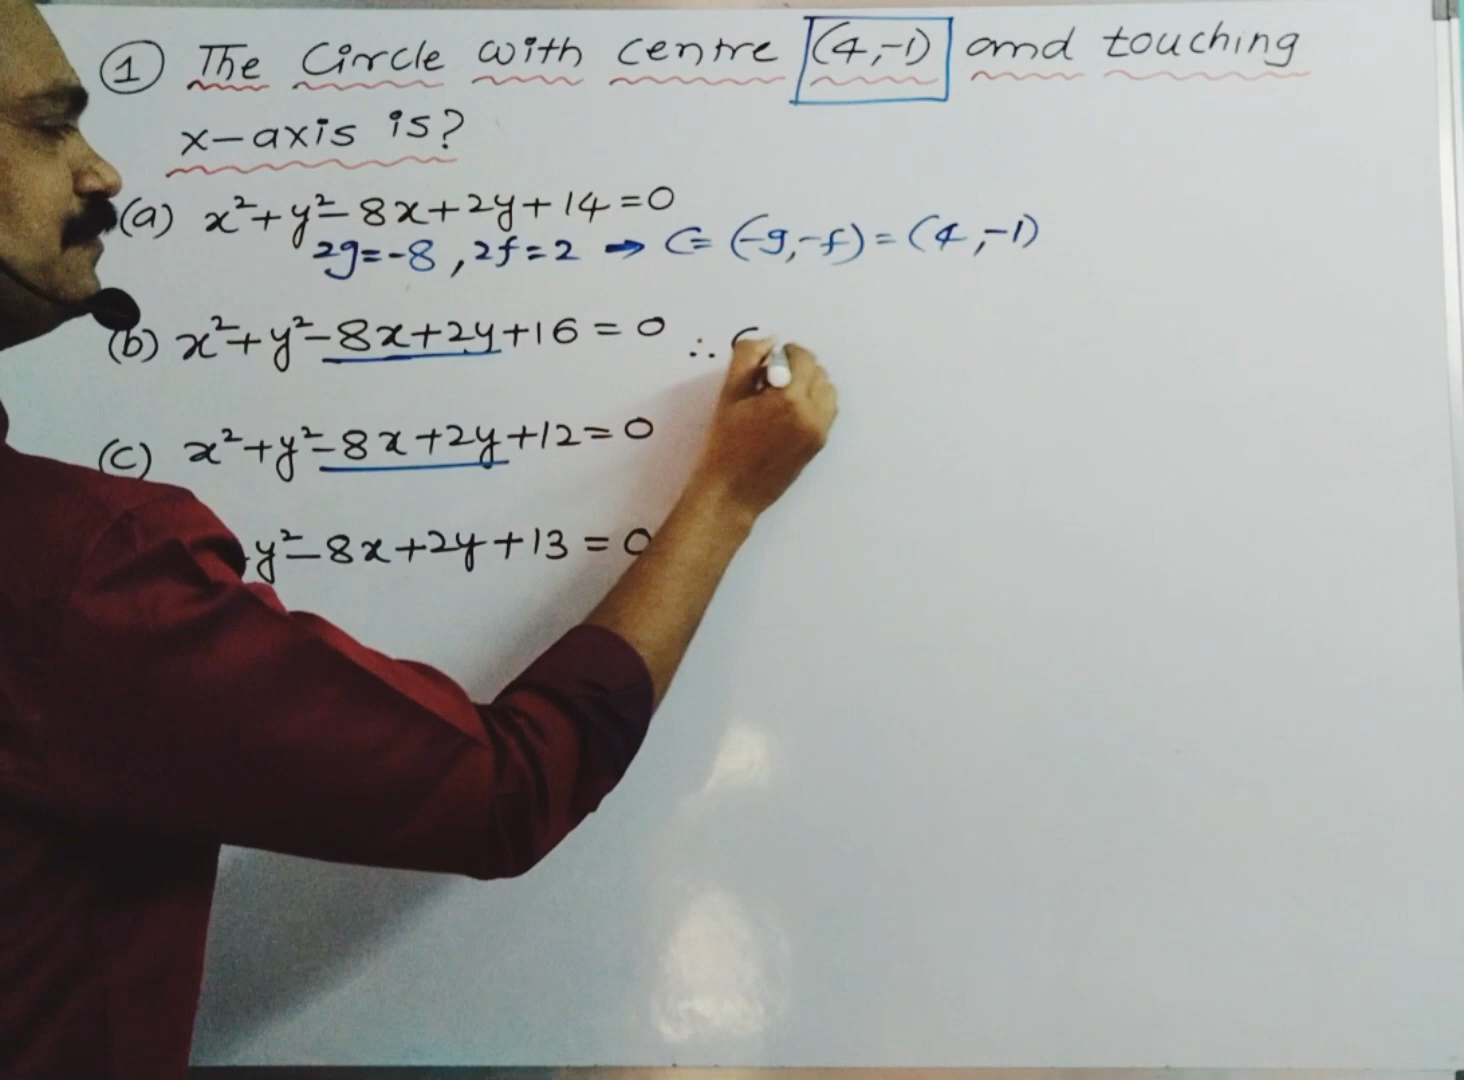 ① The Circle with centre (4,-1) and touching
x-axis is?
(a) x²+y²-8x+2y+14=0
2g=-8, 2f=2 → C=(-g,-f)=(4,-1)
(b) x²+y²-8x+2y+16=0 ∴ C
(c) x²+y²-8x+2y+12=0
y²-8x+2y+13=0